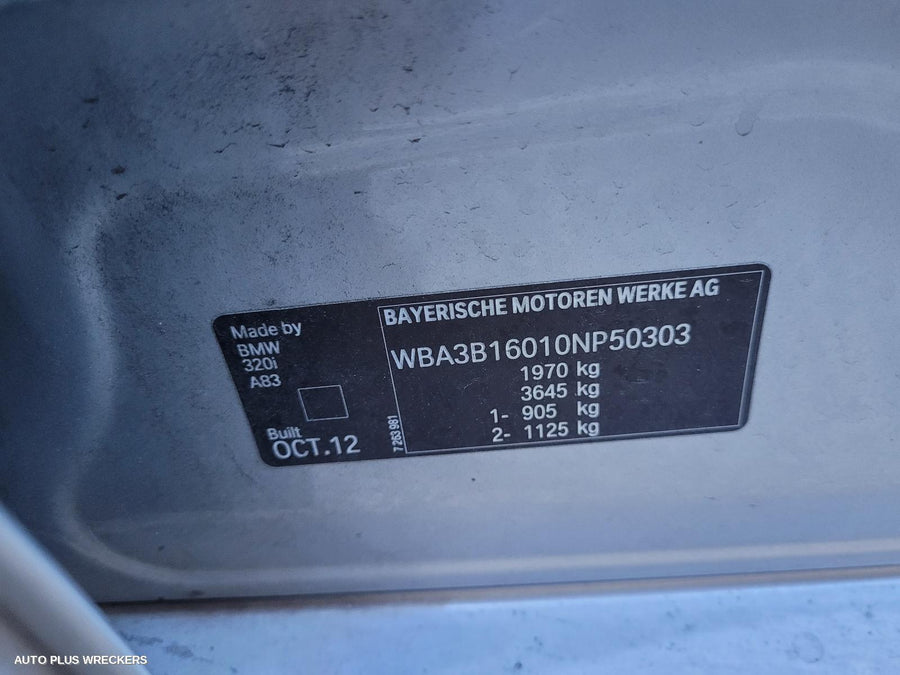 Made by
BMW
320i
A83
Built
OCT.12
7 263 981
BAYERISCHE MOTOREN WERKE AG
WBA3B16010NP50303
1970 kg
3645 kg
1- 905 kg
2- 1125 kg
AUTO PLUS WRECKERS